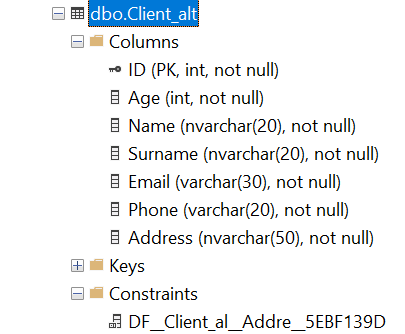 dbo.Client_alt
Columns
ID (PK, int, not null)
Age (int, not null)
Name (nvarchar(20), not null)
Surname (nvarchar(20), not null)
Email (varchar(30), not null)
Phone (varchar(20), not null)
Address (nvarchar(50), not null)
Keys
Constraints
DF__Client_al__Addre__5EBF139D